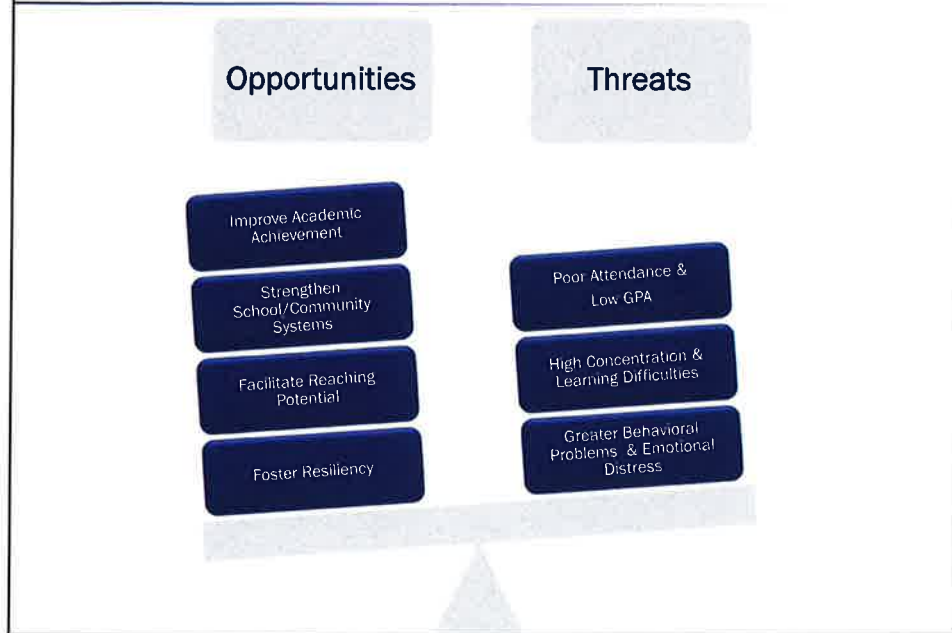 Opportunities
Threats
Improve Academic
Achievement
Strengthen
School/Community
Systems
Facilitate Reaching
Potential
Foster Resiliency
Poor Attendance &
Low GPA
High Concentration &
Learning Difficulties
Greater Behavioral
Problems & Emotional
Distress